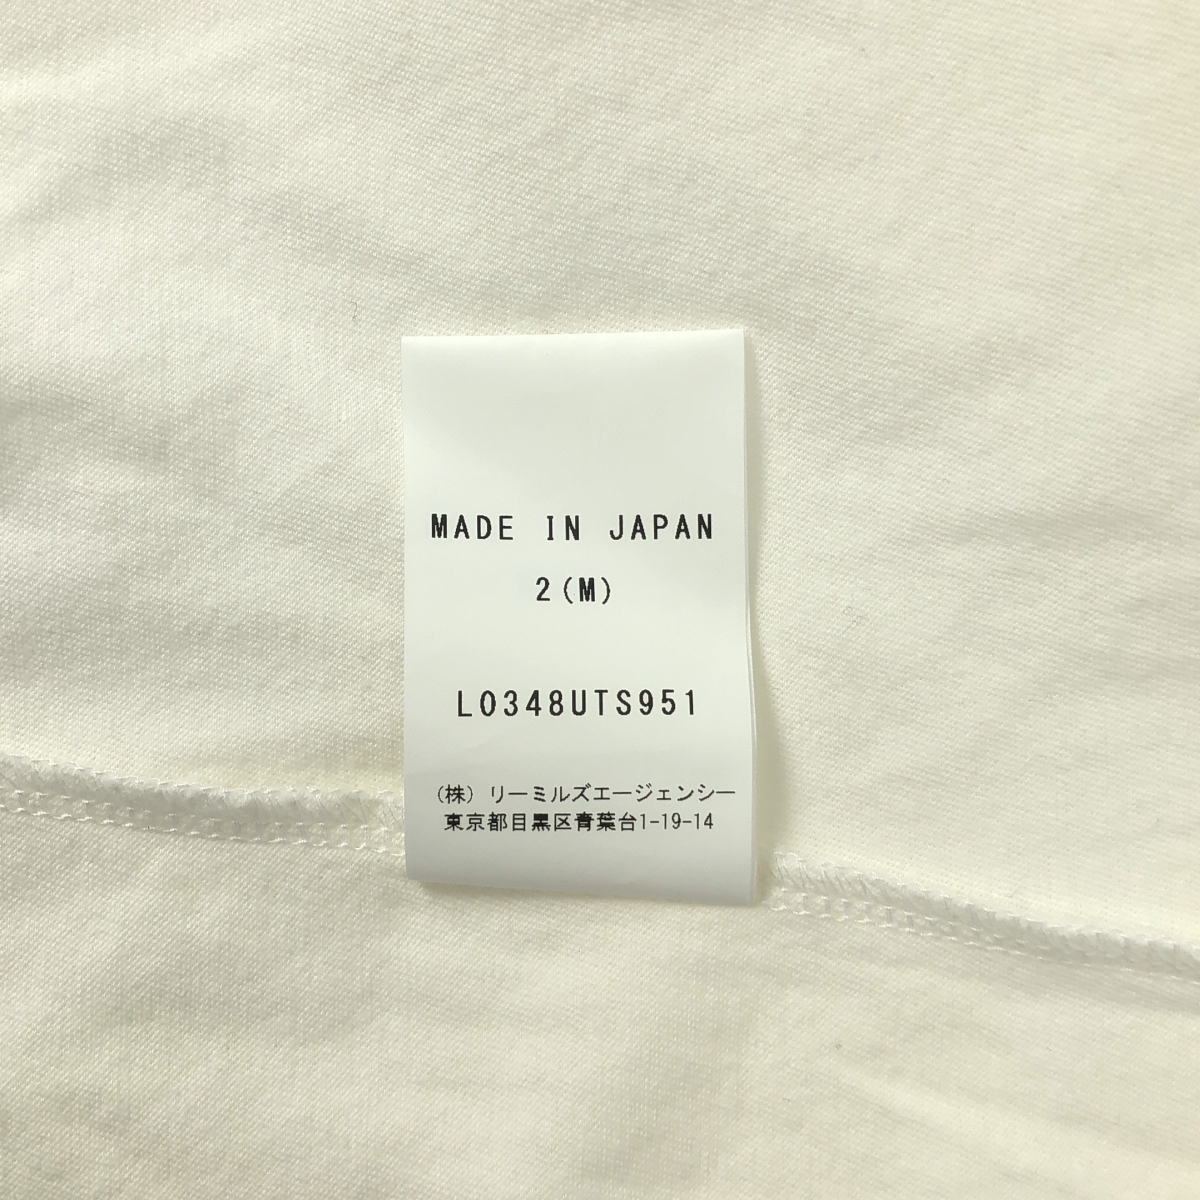 MADE IN JAPAN
2(M)
L0348UTS951
(株) リーミルズエージェンシー
東京都目黒区青葉台1-19-14